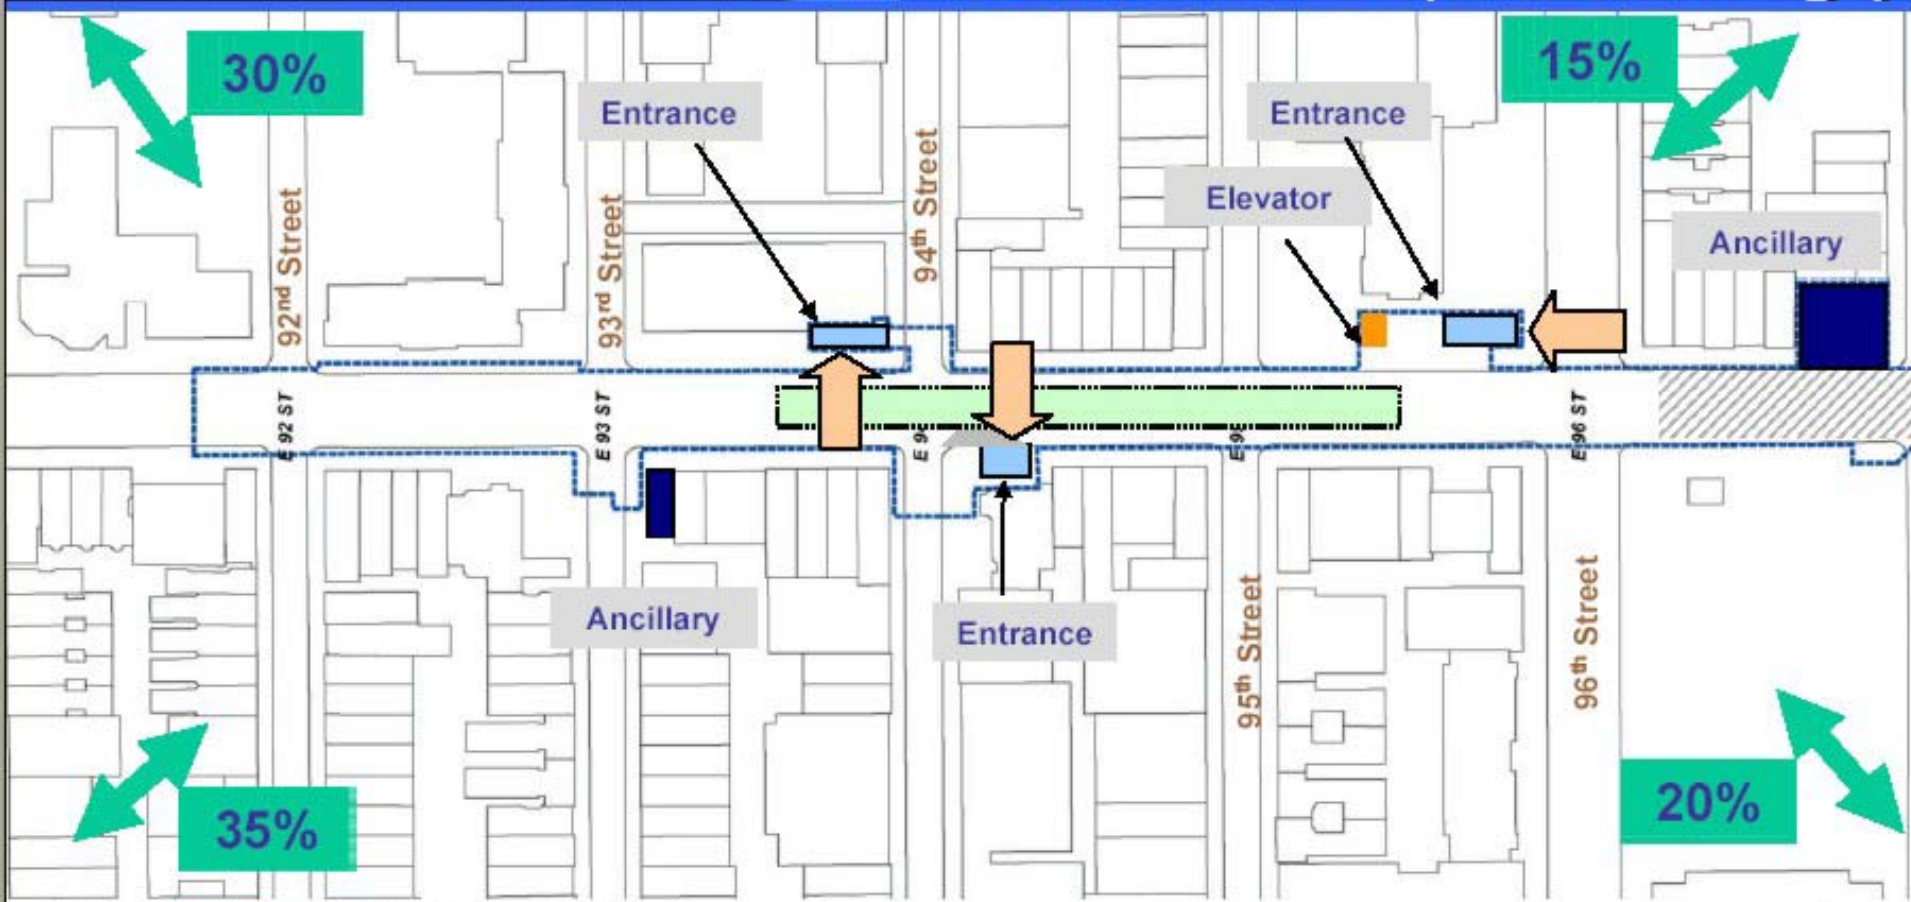 30%
15%
Entrance
Entrance
Elevator
Ancillary
92nd Street
93rd Street
94th Street
E 92 ST
E 93 ST
E 96 ST
Ancillary
Entrance
95th Street
96th Street
35%
20%